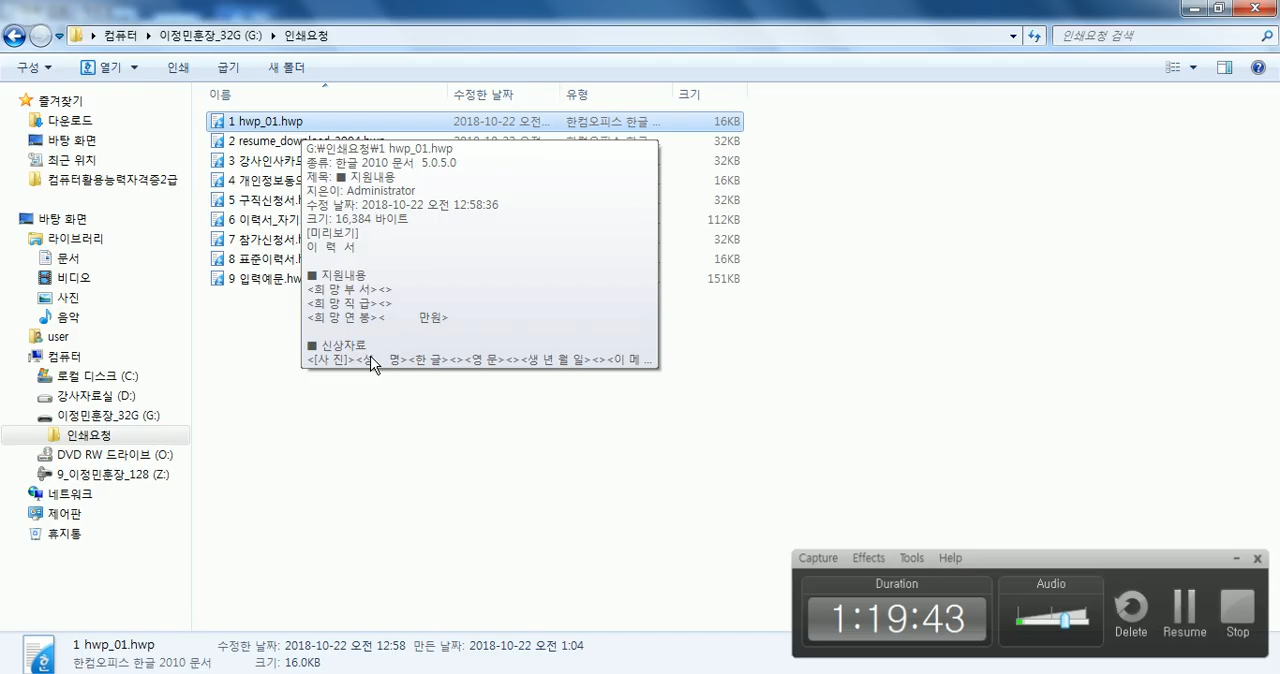 컴퓨터 이정민훈장_32G (G:) 인쇄요청
인쇄요청 검색
구성 열기 인쇄 굽기 새 폴더
이름 수정한 날짜 유형 크기
즐겨찾기
다운로드
바탕 화면
최근 위치
컴퓨터활용능력자격증2급
바탕 화면
라이브러리
문서
비디오
사진
음악
user
컴퓨터
로컬 디스크 (C:)
강사자료실 (D:)
이정민훈장_32G (G:)
인쇄요청
DVD RW 드라이브 (O:)
9_이정민훈장_128 (Z:)
네트워크
제어판
휴지통
1 hwp_01.hwp 2018-10-22 오전... 한컴오피스 한글 ... 16KB
2 resume_download_2004.hwp 32KB
3 강사인사카드 32KB
4 개인정보동의 16KB
5 구직신청서.h 32KB
6 이력서_자기 112KB
7 참가신청서.h 32KB
8 표준이력서.h 16KB
9 입력예문.hw 151KB
G:\인쇄요청\1 hwp_01.hwp
종류: 한글 2010 문서 5.0.5.0
제목: ■ 지원내용
지은이: Administrator
수정 날짜: 2018-10-22 오전 12:58:36
크기: 16,384 바이트
[미리보기]
이 력 서
■ 지원내용
<희 망 부 서><>
<희 망 직 급><>
<희 망 연 봉>< 만원>
■ 신상자료
<[사 진]><성 명><한 글><><영 문><><생 년 월 일><><이 메 ...
Capture Effects Tools Help
Duration
1:19:43
Audio
Delete Resume Stop
1 hwp_01.hwp 수정한 날짜: 2018-10-22 오전 12:58 만든 날짜: 2018-10-22 오전 1:04
한컴오피스 한글 2010 문서 크기: 16.0KB